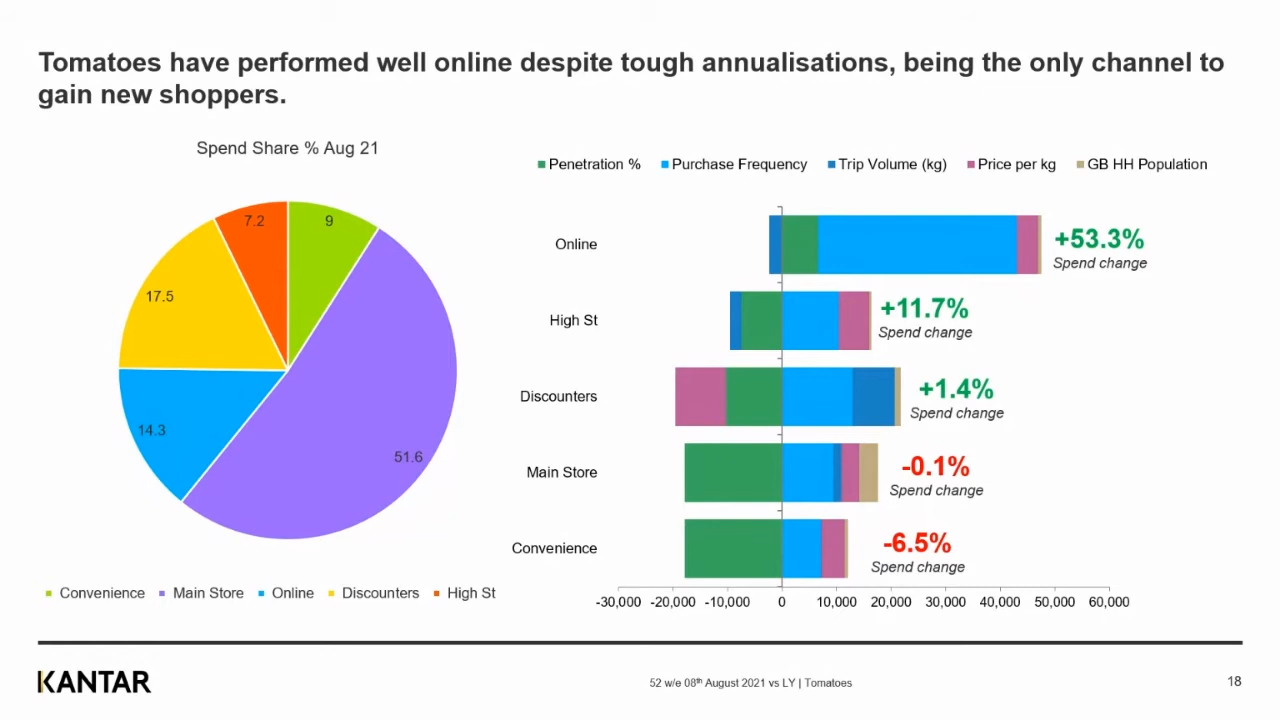 Tomatoes have performed well online despite tough annualisations, being the only channel to
gain new shoppers.
Spend Share % Aug 21
7.2
9
17.5
14.3
51.6
Convenience Main Store Online Discounters High St
Penetration % Purchase Frequency Trip Volume (kg) Price per kg GB HH Population
Online
+53.3%
Spend change
High St
+11.7%
Spend change
Discounters
+1.4%
Spend change
Main Store
-0.1%
Spend change
Convenience
-6.5%
Spend change
-30,000 -20,000 -10,000 0 10,000 20,000 30,000 40,000 50,000 60,000
KANTAR
52 w/e 08th August 2021 vs LY | Tomatoes
18